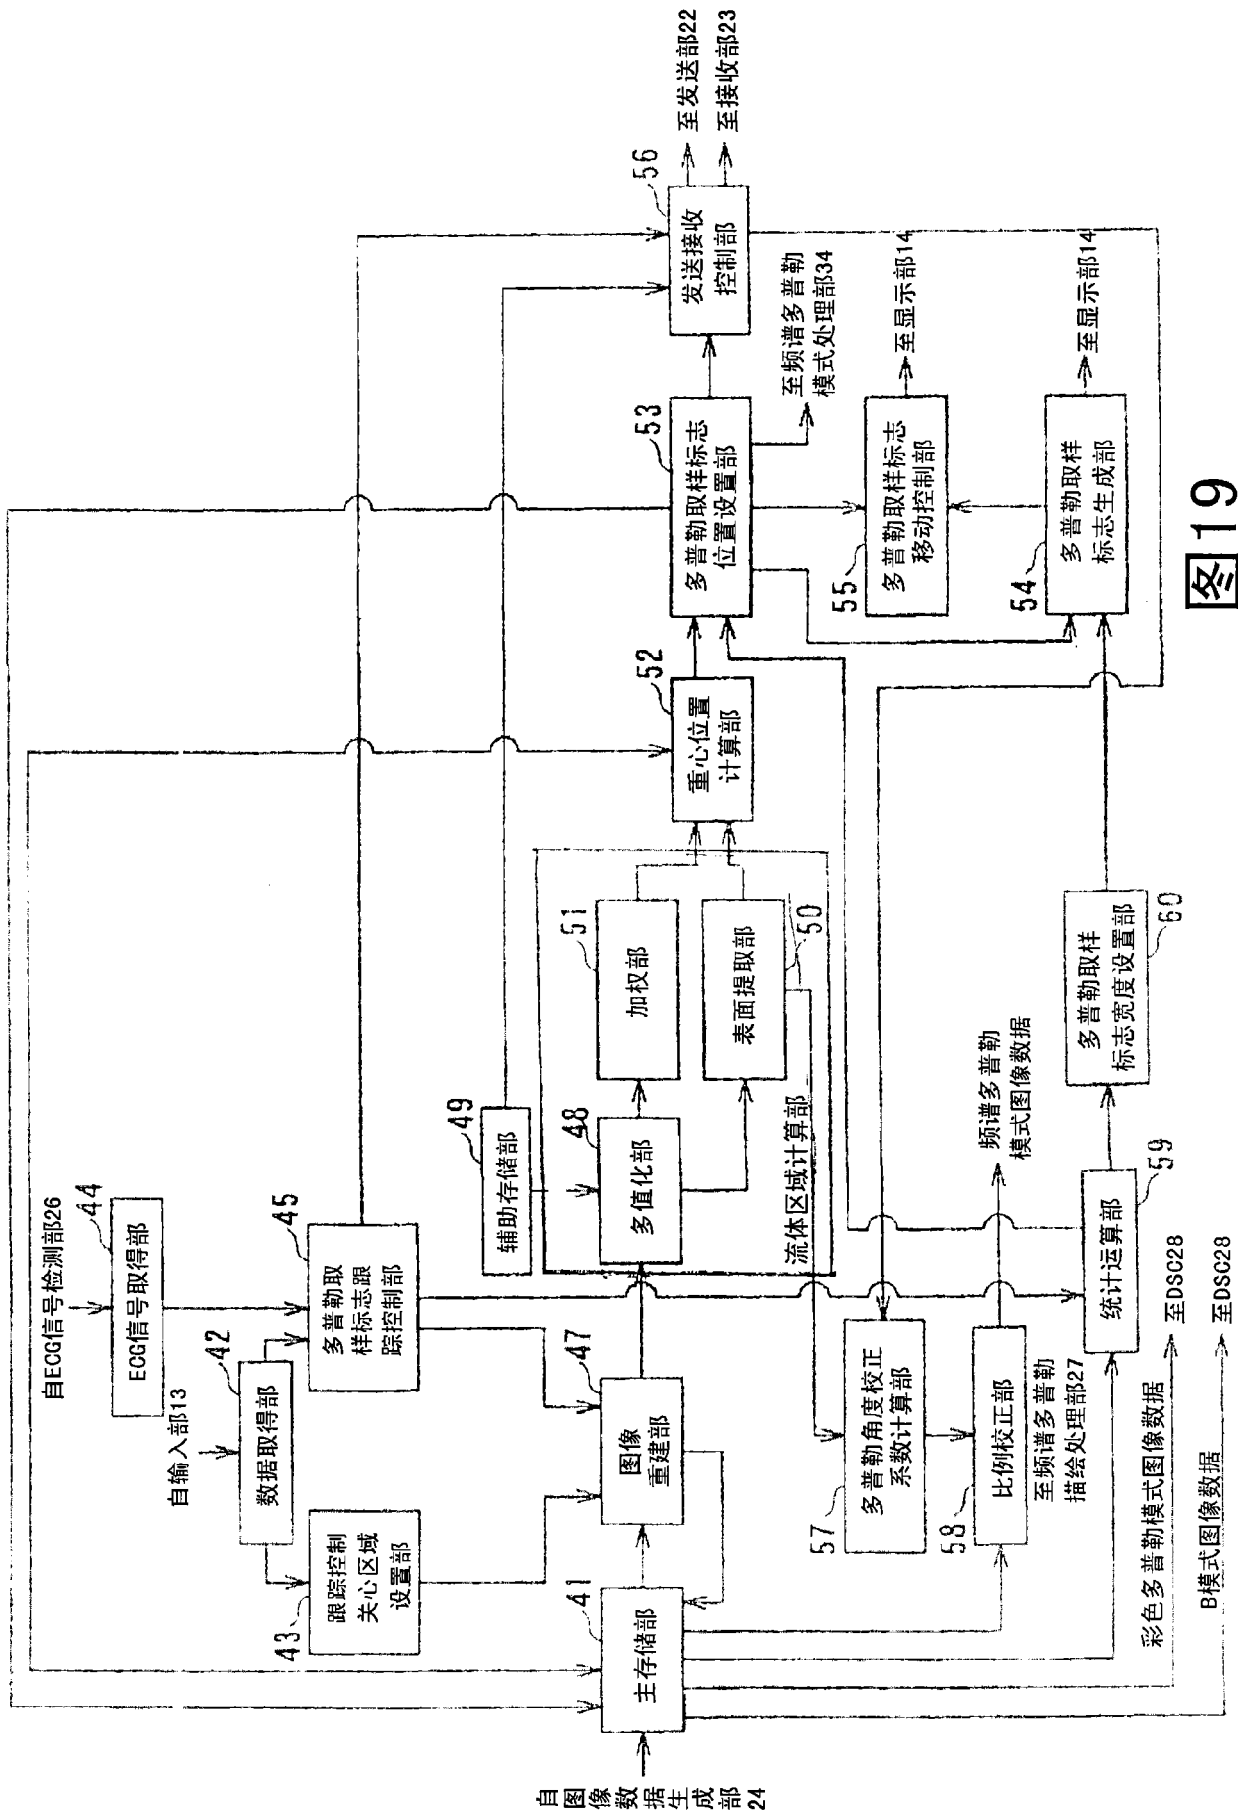 自ECG信号检测部26
44
ECG信号取得部
自输入部13
42
数据取得部
43
跟踪控制
关心区域
设置部
45
多普勒取
样标志跟
踪控制部
49
辅助存储部
自图像数据生成部24
41
主存储部
47
图像
重建部
48
多值化部
51
加权部
50
表面提取部
流体区域计算部
52
重心位置
计算部
53
多普勒取样标志
位置设置部
56
发送接收
控制部
至发送部22
至接收部23
至频谱多普勒
模式处理部34
55
多普勒取样标志
移动控制部
至显示部14
54
多普勒取样
标志生成部
至显示部14
57
多普勒角度校正
系数计算部
58
比例校正部
频谱多普勒
模式图像数据
至频谱多普勒
描绘处理部27
59
统计运算部
60
多普勒取样
标志宽度设置部
彩色多普勒模式图像数据
至DSC28
B模式图像数据
至DSC28
图19